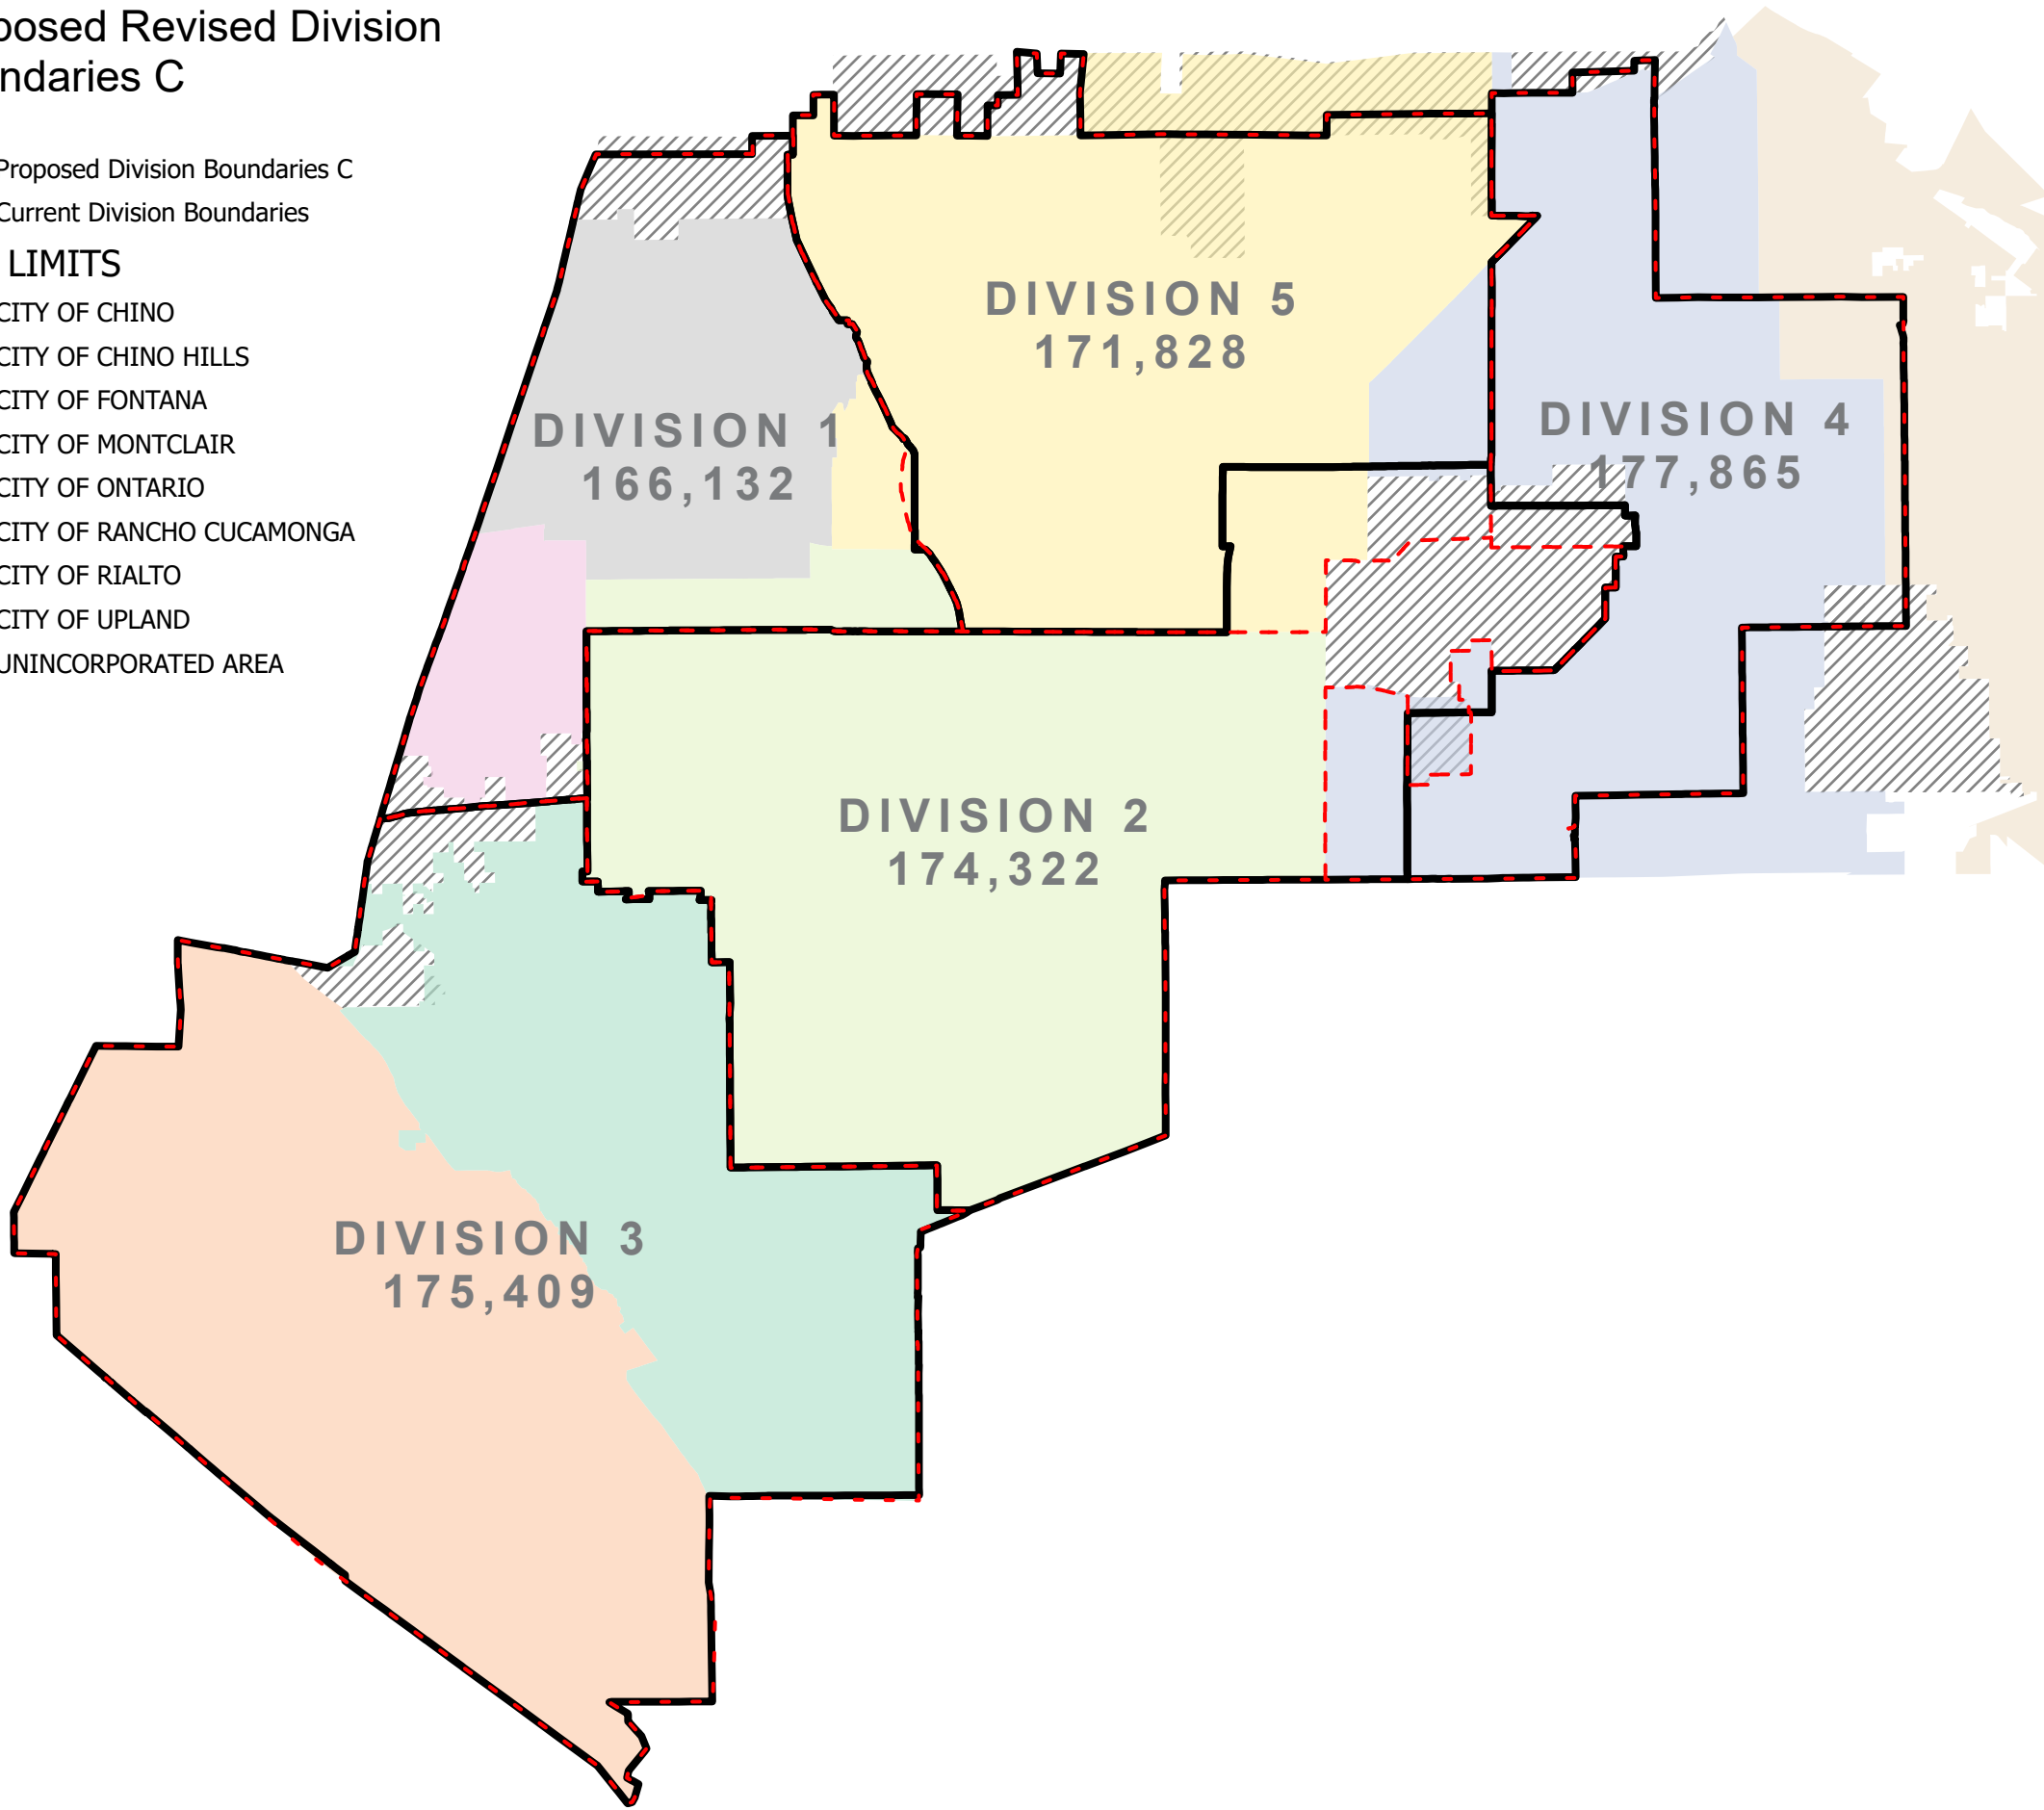 posed Revised Division
ndaries C
Proposed Division Boundaries C
Current Division Boundaries
LIMITS
CITY OF CHINO
CITY OF CHINO HILLS
CITY OF FONTANA
CITY OF MONTCLAIR
CITY OF ONTARIO
CITY OF RANCHO CUCAMONGA
CITY OF RIALTO
CITY OF UPLAND
UNINCORPORATED AREA
DIVISION 5
171,828
DIVISION 4
177,865
DIVISION 1
166,132
DIVISION 2
174,322
DIVISION 3
175,409